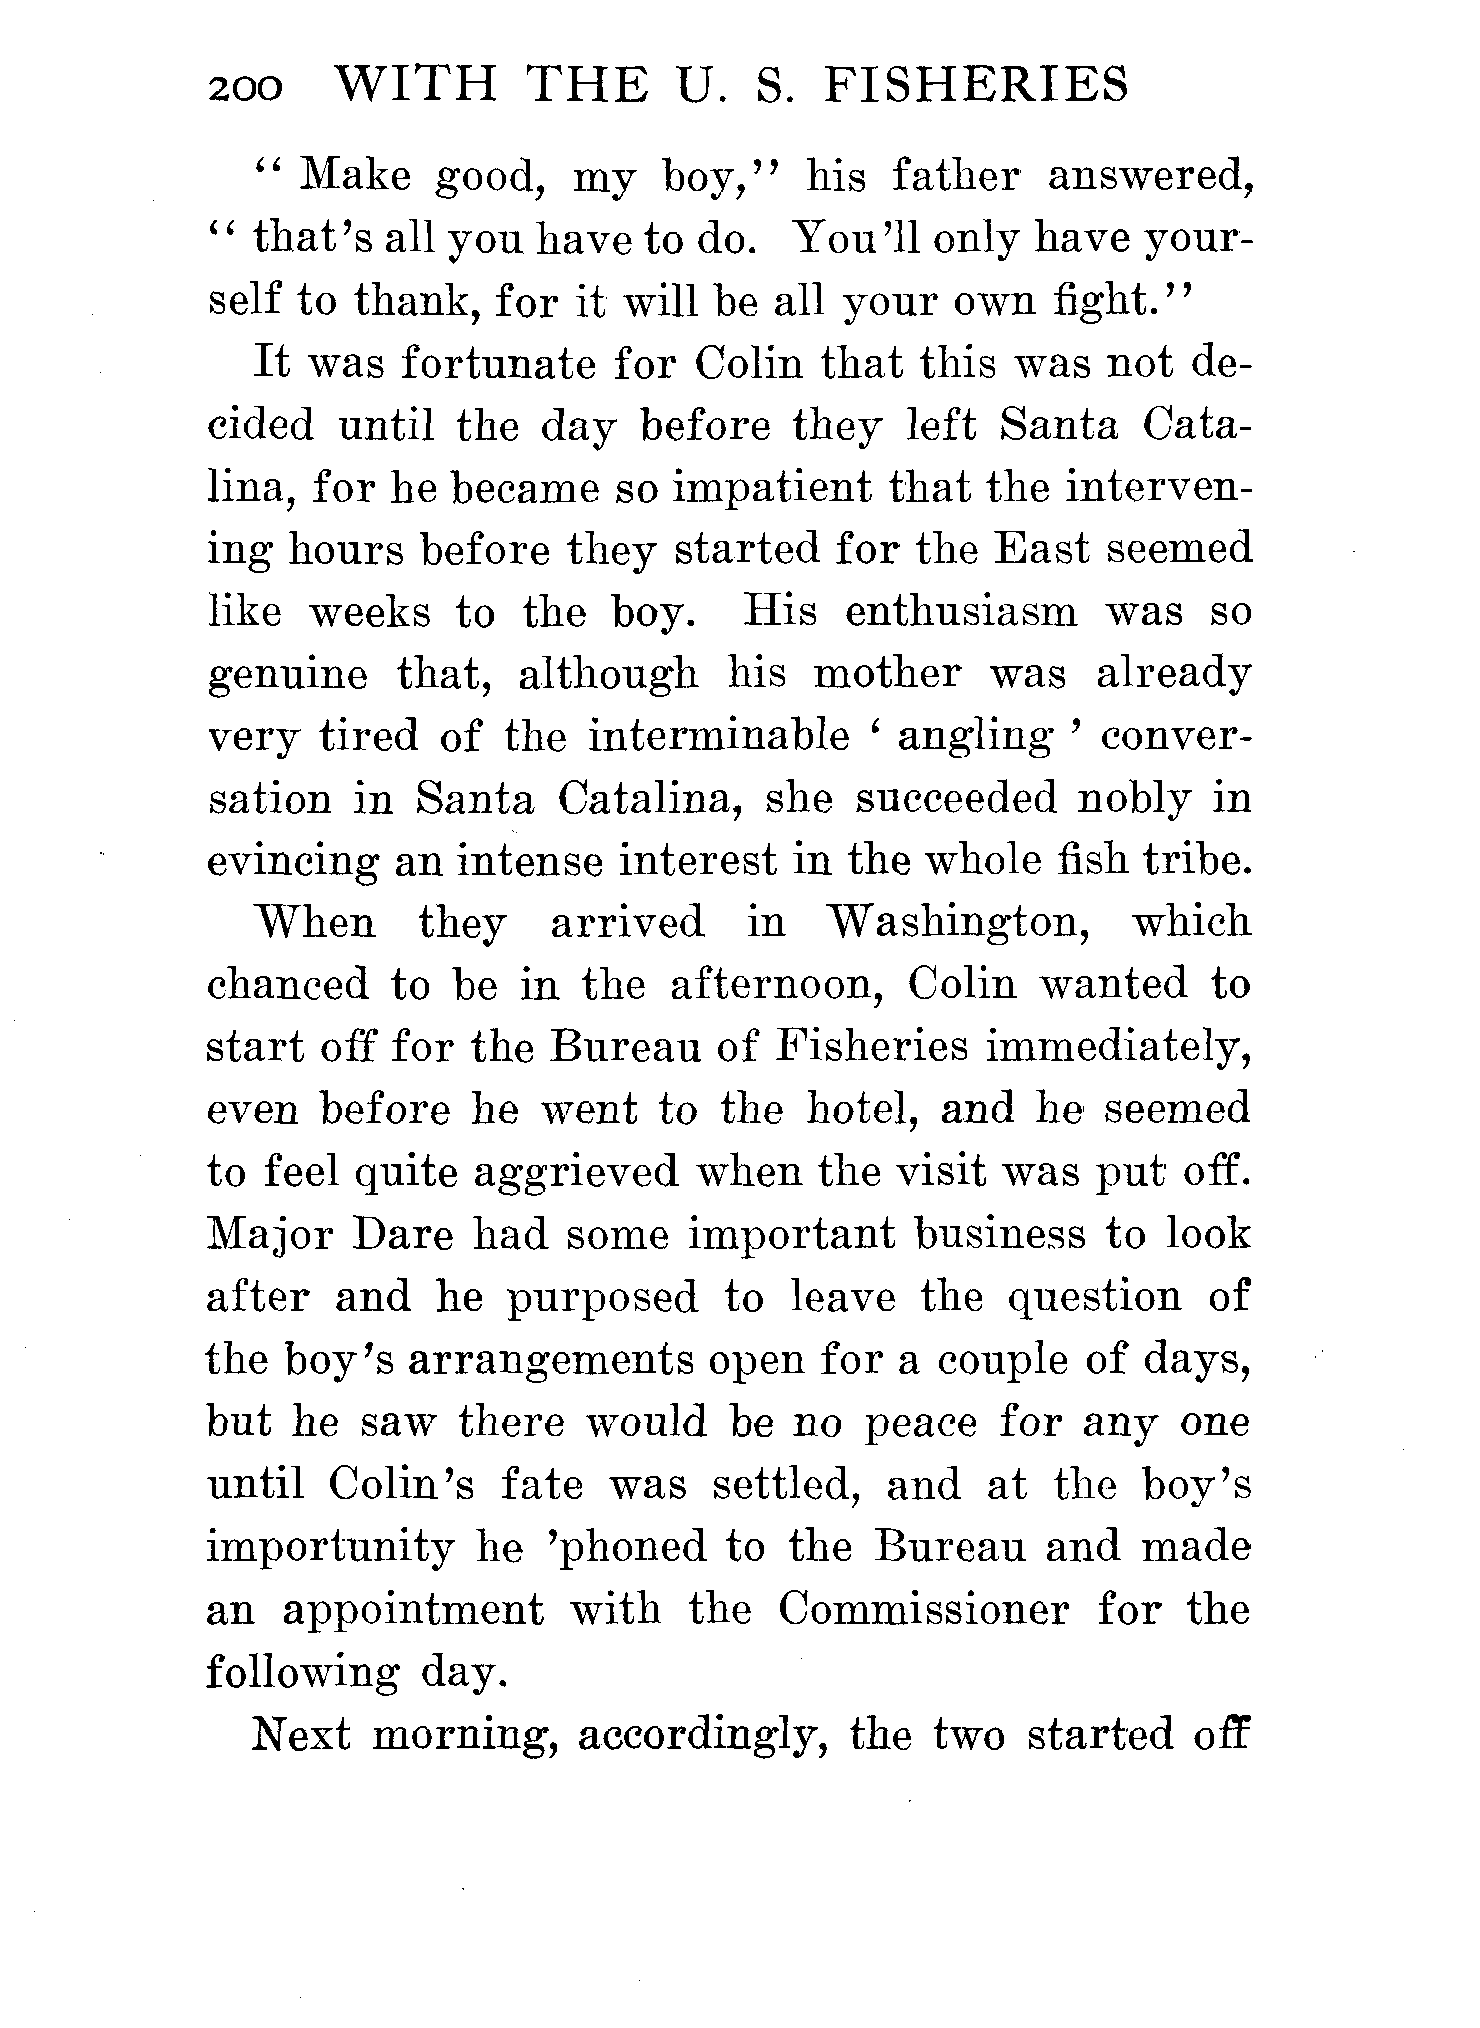 200 WITH THE U. S. FISHERIES
“ Make good, my boy,” his father answered,
“ that’s all you have to do. You’ll only have your-
self to thank, for it will be all your own fight.”
It was fortunate for Colin that this was not de-
cided until the day before they left Santa Cata-
lina, for he became so impatient that the interven-
ing hours before they started for the East seemed
like weeks to the boy. His enthusiasm was so
genuine that, although his mother was already
very tired of the interminable ‘ angling ’ conver-
sation in Santa Catalina, she succeeded nobly in
evincing an intense interest in the whole fish tribe.
When they arrived in Washington, which
chanced to be in the afternoon, Colin wanted to
start off for the Bureau of Fisheries immediately,
even before he went to the hotel, and he seemed
to feel quite aggrieved when the visit was put off.
Major Dare had some important business to look
after and he purposed to leave the question of
the boy’s arrangements open for a couple of days,
but he saw there would be no peace for any one
until Colin’s fate was settled, and at the boy’s
importunity he ’phoned to the Bureau and made
an appointment with the Commissioner for the
following day.
Next morning, accordingly, the two started off